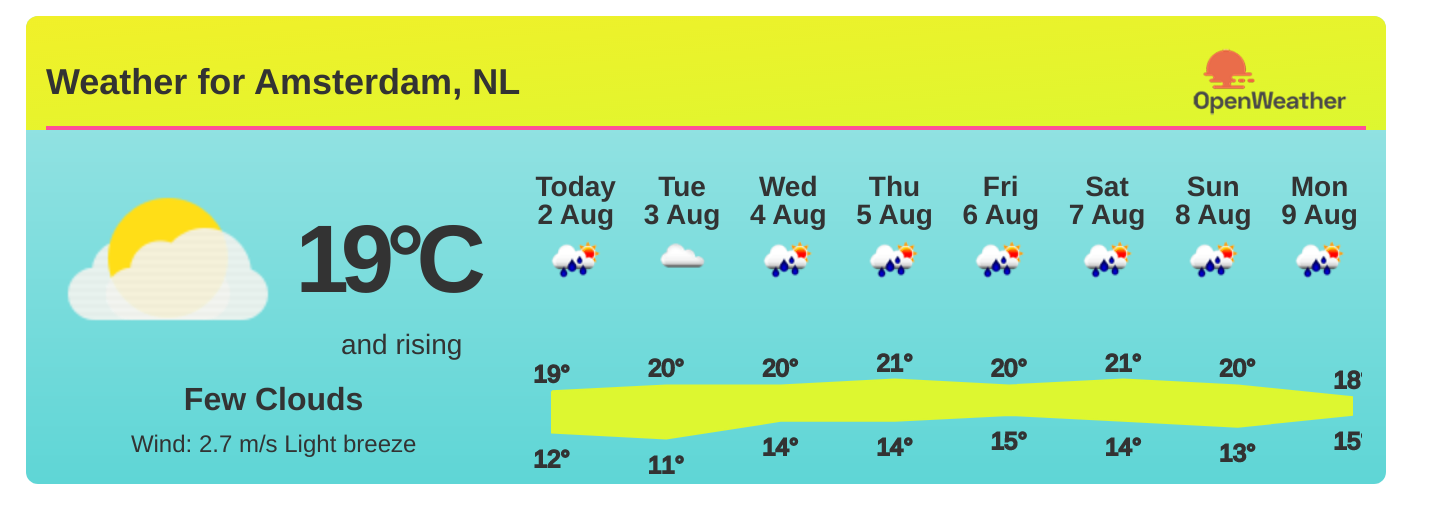 Weather for Amsterdam, NL
OpenWeather
19°C
and rising
Few Clouds
Wind: 2.7 m/s Light breeze
Today Tue Wed Thu Fri Sat Sun Mon
2 Aug 3 Aug 4 Aug 5 Aug 6 Aug 7 Aug 8 Aug 9 Aug
19° 20° 20° 21° 20° 21° 20° 18°
12° 11° 14° 14° 15° 14° 13° 15°